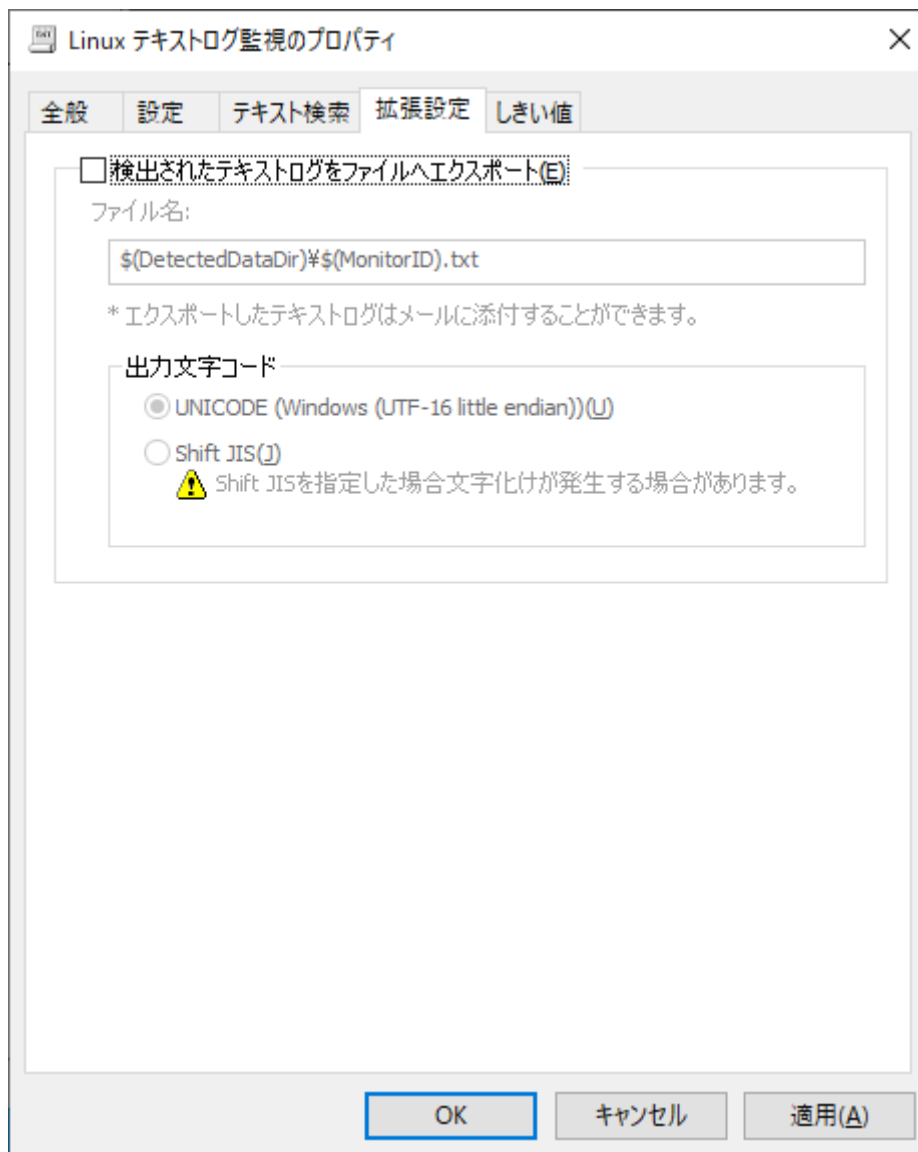 Linux テキストログ監視のプロパティ
全般 設定 テキスト検索 拡張設定 しきい値
検出されたテキストログをファイルへエクスポート(E)
ファイル名:
$(DetectedDataDir)¥$(MonitorID).txt
* エクスポートしたテキストログはメールに添付することができます。
出力文字コード
UNICODE (Windows (UTF-16 little endian))(U)
Shift JIS(J)
Shift JISを指定した場合文字化けが発生する場合があります。
OK キャンセル 適用(A)